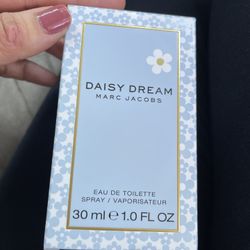 DAISY DREAM
MARC JACOBS
EAU DE TOILETTE
SPRAY / VAPORISATEUR
30 ml ℮ 1.0 FL OZ